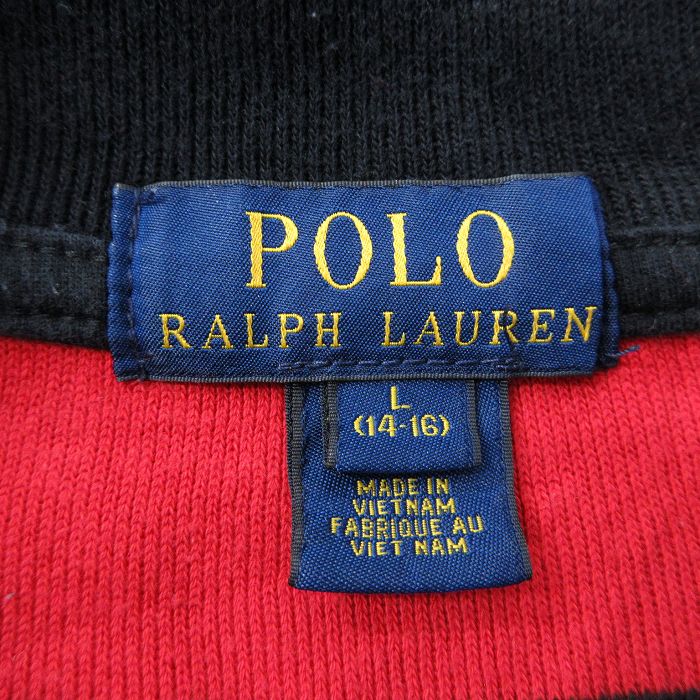 POLO
RALPH LAUREN
L
(14-16)
MADE IN
VIETNAM
FABRIQUE AU
VIET NAM